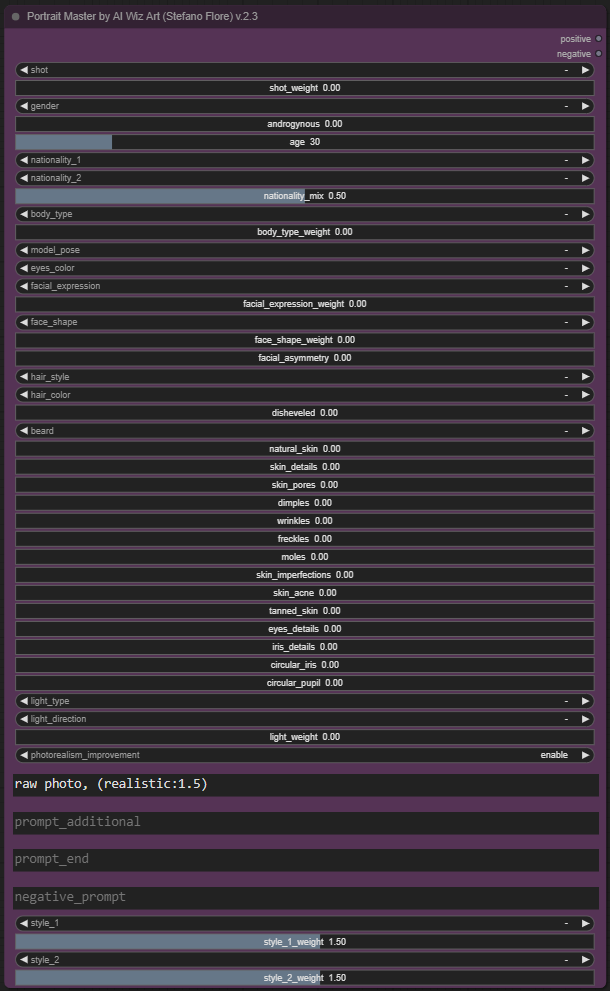 Portrait Master by AI Wiz Art (Stefano Flore) v.2.3
positive
negative
shot -
shot_weight 0.00
gender -
androgynous 0.00
age 30
nationality_1 -
nationality_2 -
nationality_mix 0.50
body_type -
body_type_weight 0.00
model_pose -
eyes_color -
facial_expression -
facial_expression_weight 0.00
face_shape -
face_shape_weight 0.00
facial_asymmetry 0.00
hair_style -
hair_color -
disheveled 0.00
beard -
natural_skin 0.00
skin_details 0.00
skin_pores 0.00
dimples 0.00
wrinkles 0.00
freckles 0.00
moles 0.00
skin_imperfections 0.00
skin_acne 0.00
tanned_skin 0.00
eyes_details 0.00
iris_details 0.00
circular_iris 0.00
circular_pupil 0.00
light_type -
light_direction -
light_weight 0.00
photorealism_improvement enable
raw photo, (realistic:1.5)
prompt_additional
prompt_end
negative_prompt
style_1 -
style_1_weight 1.50
style_2 -
style_2_weight 1.50